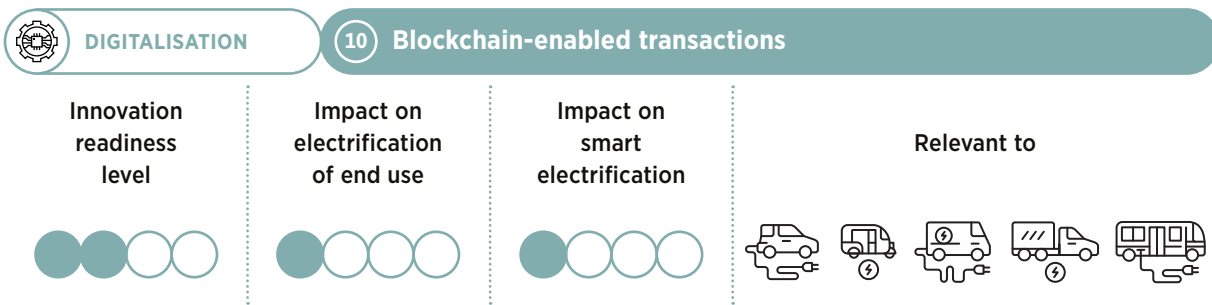 DIGITALISATION
10 Blockchain-enabled transactions
Innovation
readiness
level
Impact on
electrification
of end use
Impact on
smart
electrification
Relevant to